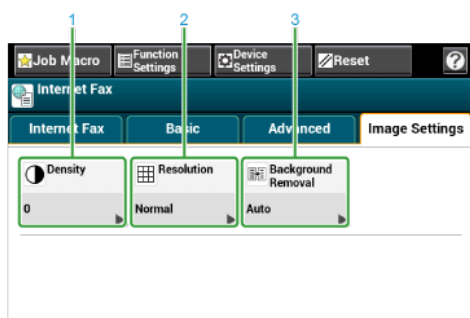 1 2 3
Job Macro
Function
Settings
Device
Settings
Reset
?
Internet Fax
Internet Fax
Basic
Advanced
Image Settings
Density
0
Resolution
Normal
Background
Removal
Auto